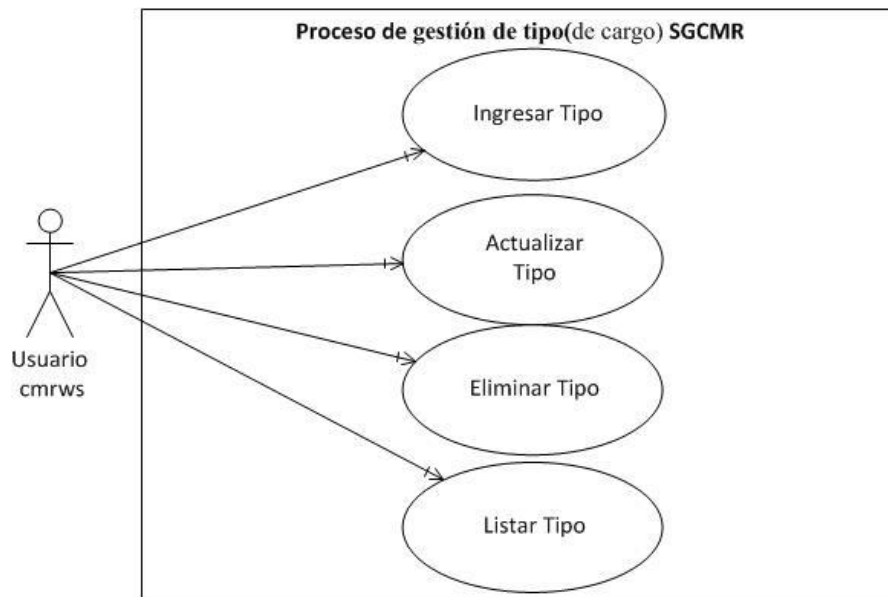 Proceso de gestión de tipo(de cargo) SGCMR
Ingresar Tipo
Actualizar
Tipo
Eliminar Tipo
Listar Tipo
Usuario
cmrws